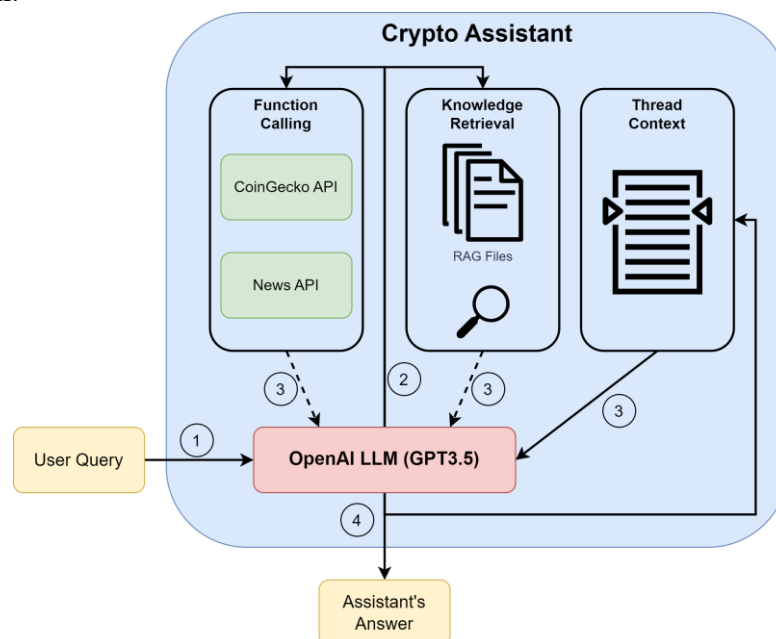 Crypto Assistant
Function
Calling
CoinGecko API
News API
Knowledge
Retrieval
RAG Files
Thread
Context
3
2
3
3
1
User Query
OpenAI LLM (GPT3.5)
4
Assistant's
Answer